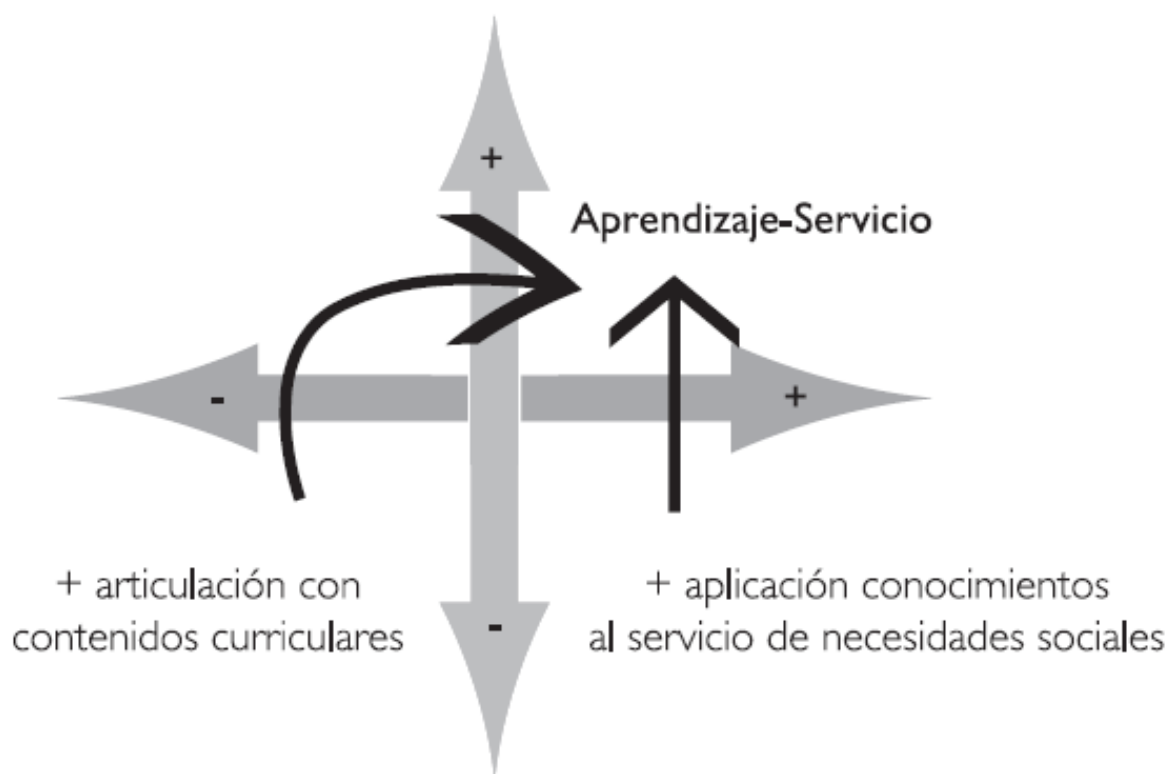 +
Aprendizaje-Servicio
-
+
+ articulación con
contenidos curriculares
-
+ aplicación conocimientos
al servicio de necesidades sociales